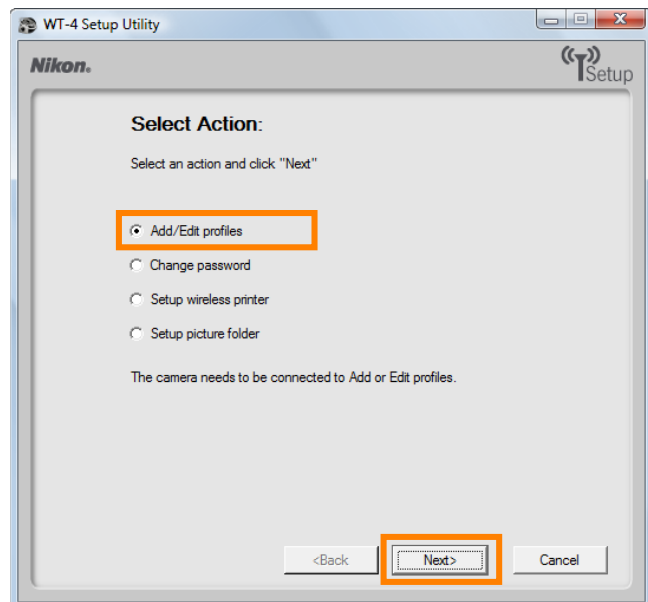 WT-4 Setup Utility
Nikon.
Setup
Select Action:
Select an action and click "Next"
Add/Edit profiles
Change password
Setup wireless printer
Setup picture folder
The camera needs to be connected to Add or Edit profiles.
<Back Next> Cancel